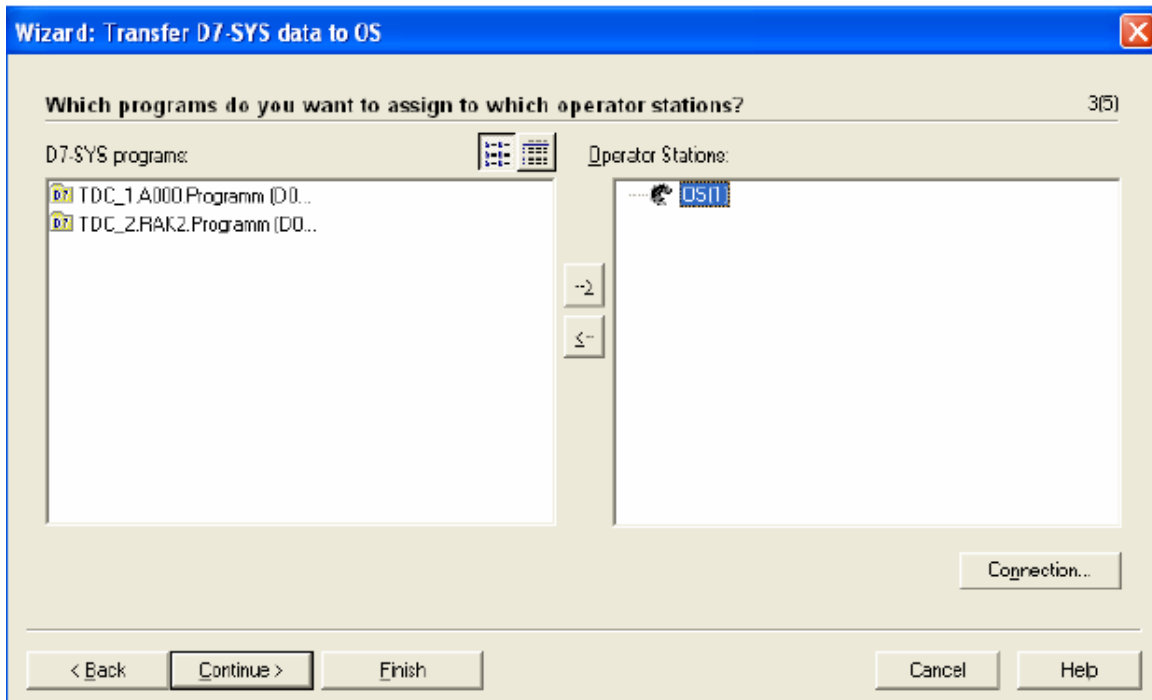 Wizard: Transfer D7-SYS data to OS
Which programs do you want to assign to which operator stations?
3(5)
D7-SYS programs:
Operator Stations:
D7 TDC_1.A000.Programm (D0...
D7 TDC_2.RAK2.Programm (D0...
OS(1)
-->
<--
Connection...
< Back
Continue >
Finish
Cancel
Help